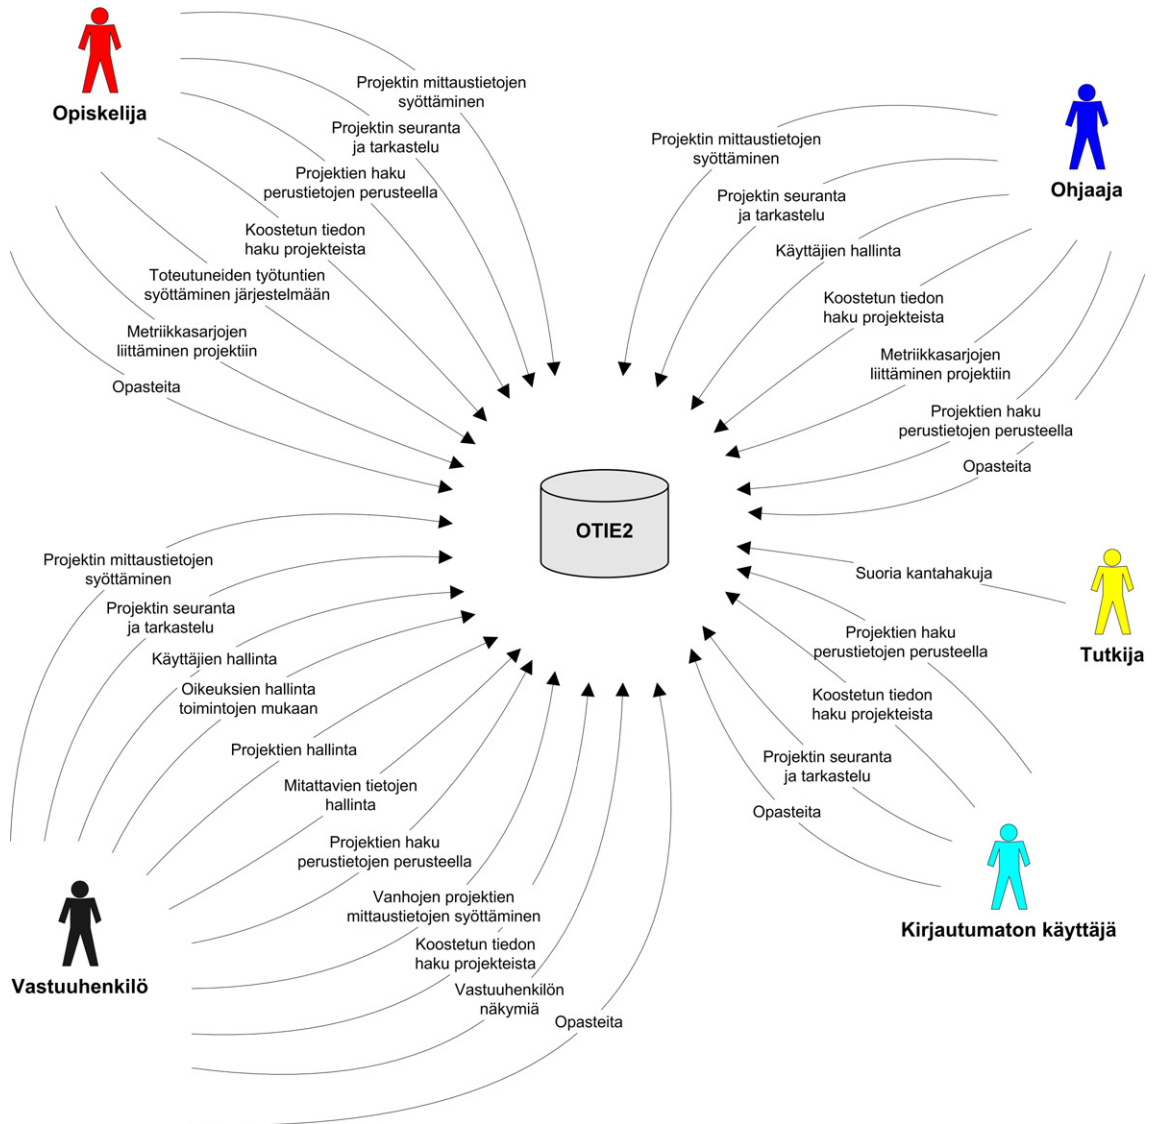 Opiskelija
Projektin mittaustietojen
syöttäminen
Projektin seuranta
ja tarkastelu
Projektien haku
perustietojen perusteella
Koostetun tiedon
haku projekteista
Toteutuneiden työtuntien
syöttäminen järjestelmään
Metriikkasarjojen
liittäminen projektiin
Opasteita
Ohjaaja
Projektin mittaustietojen
syöttäminen
Projektin seuranta
ja tarkastelu
Käyttäjien hallinta
Koostetun tiedon
haku projekteista
Metriikkasarjojen
liittäminen projektiin
Projektien haku
perustietojen perusteella
Opasteita
OTIE2
Suoria kantahakuja
Tutkija
Projektien haku
perustietojen perusteella
Koostetun tiedon
haku projekteista
Projektin seuranta
ja tarkastelu
Opasteita
Kirjautumaton käyttäjä
Projektin mittaustietojen
syöttäminen
Projektin seuranta
ja tarkastelu
Käyttäjien hallinta
Oikeuksien hallinta
toimintojen mukaan
Projektien hallinta
Mitattavien tietojen
hallinta
Projektien haku
perustietojen perusteella
Vanhojen projektien
mittaustietojen syöttäminen
Koostetun tiedon
haku projekteista
Vastuuhenkilön
näkymiä
Opasteita
Vastuuhenkilö